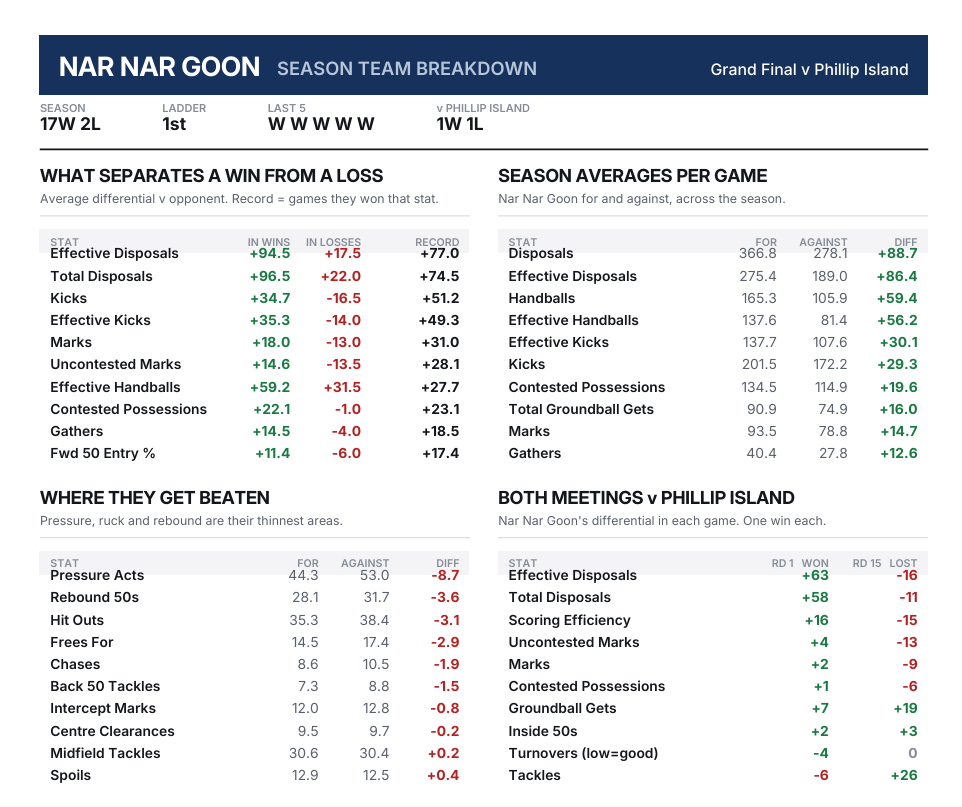 NAR NAR GOON SEASON TEAM BREAKDOWN Grand Final v Phillip Island
SEASON LADDER LAST 5 v PHILLIP ISLAND
17W 2L 1st W W W W W 1W 1L
WHAT SEPARATES A WIN FROM A LOSS
Average differential v opponent. Record = games they won that stat.
STAT IN WINS IN LOSSES RECORD
Effective Disposals +94.5 +17.5 +77.0
Total Disposals +96.5 +22.0 +74.5
Kicks +34.7 -16.5 +51.2
Effective Kicks +35.3 -14.0 +49.3
Marks +18.0 -13.0 +31.0
Uncontested Marks +14.6 -13.5 +28.1
Effective Handballs +59.2 +31.5 +27.7
Contested Possessions +22.1 -1.0 +23.1
Gathers +14.5 -4.0 +18.5
Fwd 50 Entry % +11.4 -6.0 +17.4
SEASON AVERAGES PER GAME
Nar Nar Goon for and against, across the season.
STAT FOR AGAINST DIFF
Disposals 366.8 278.1 +88.7
Effective Disposals 275.4 189.0 +86.4
Handballs 165.3 105.9 +59.4
Effective Handballs 137.6 81.4 +56.2
Effective Kicks 137.7 107.6 +30.1
Kicks 201.5 172.2 +29.3
Contested Possessions 134.5 114.9 +19.6
Total Groundball Gets 90.9 74.9 +16.0
Marks 93.5 78.8 +14.7
Gathers 40.4 27.8 +12.6
WHERE THEY GET BEATEN
Pressure, ruck and rebound are their thinnest areas.
STAT FOR AGAINST DIFF
Pressure Acts 44.3 53.0 -8.7
Rebound 50s 28.1 31.7 -3.6
Hit Outs 35.3 38.4 -3.1
Frees For 14.5 17.4 -2.9
Chases 8.6 10.5 -1.9
Back 50 Tackles 7.3 8.8 -1.5
Intercept Marks 12.0 12.8 -0.8
Centre Clearances 9.5 9.7 -0.2
Midfield Tackles 30.6 30.4 +0.2
Spoils 12.9 12.5 +0.4
BOTH MEETINGS v PHILLIP ISLAND
Nar Nar Goon's differential in each game. One win each.
STAT RD 1 WON RD 15 LOST
Effective Disposals +63 -16
Total Disposals +58 -11
Scoring Efficiency +16 -15
Uncontested Marks +4 -13
Marks +2 -9
Contested Possessions +1 -6
Groundball Gets +7 +19
Inside 50s +2 +3
Turnovers (low=good) -4 0
Tackles -6 +26